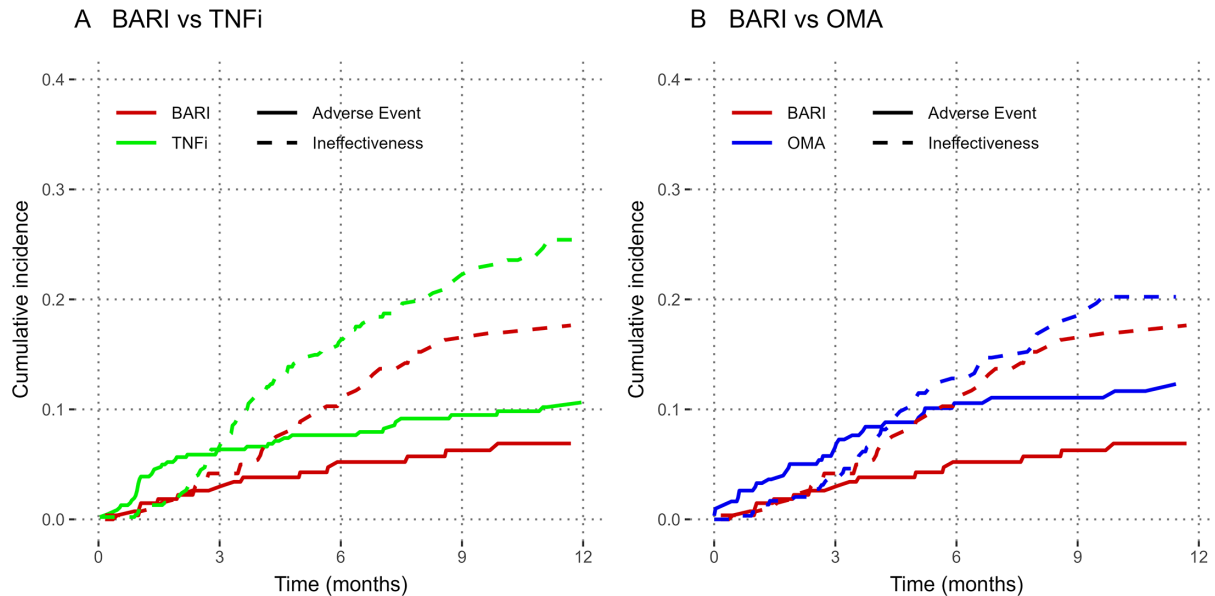 A BARI vs TNFi
Cumulative incidence
0.4
0.3
0.2
0.1
0.0
BARI
TNFi
Adverse Event
Ineffectiveness
0 3 6 9 12
Time (months)
B BARI vs OMA
Cumulative incidence
0.4
0.3
0.2
0.1
0.0
BARI
OMA
Adverse Event
Ineffectiveness
0 3 6 9 12
Time (months)